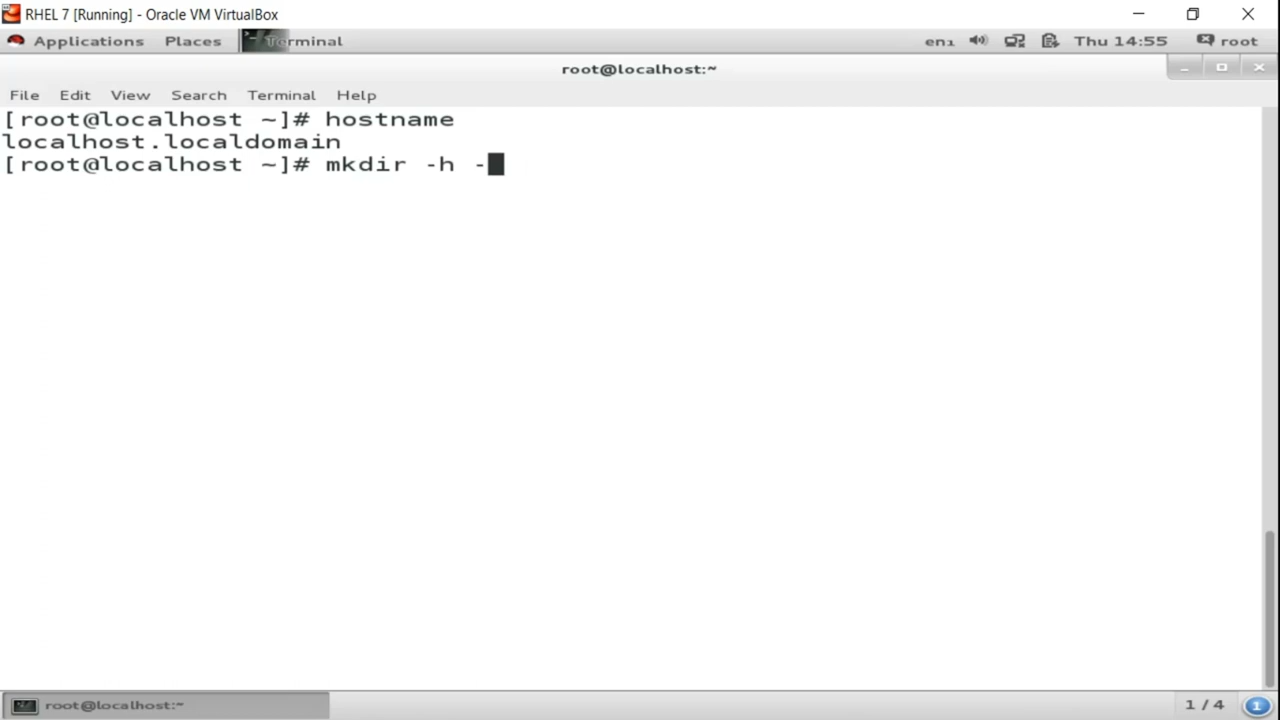 RHEL 7 [Running] - Oracle VM VirtualBox
Applications Places Terminal en1 Thu 14:55 root
root@localhost:~
File Edit View Search Terminal Help
[root@localhost ~]# hostname
localhost.localdomain
[root@localhost ~]# mkdir -h -
root@localhost:~ 1 / 4 1